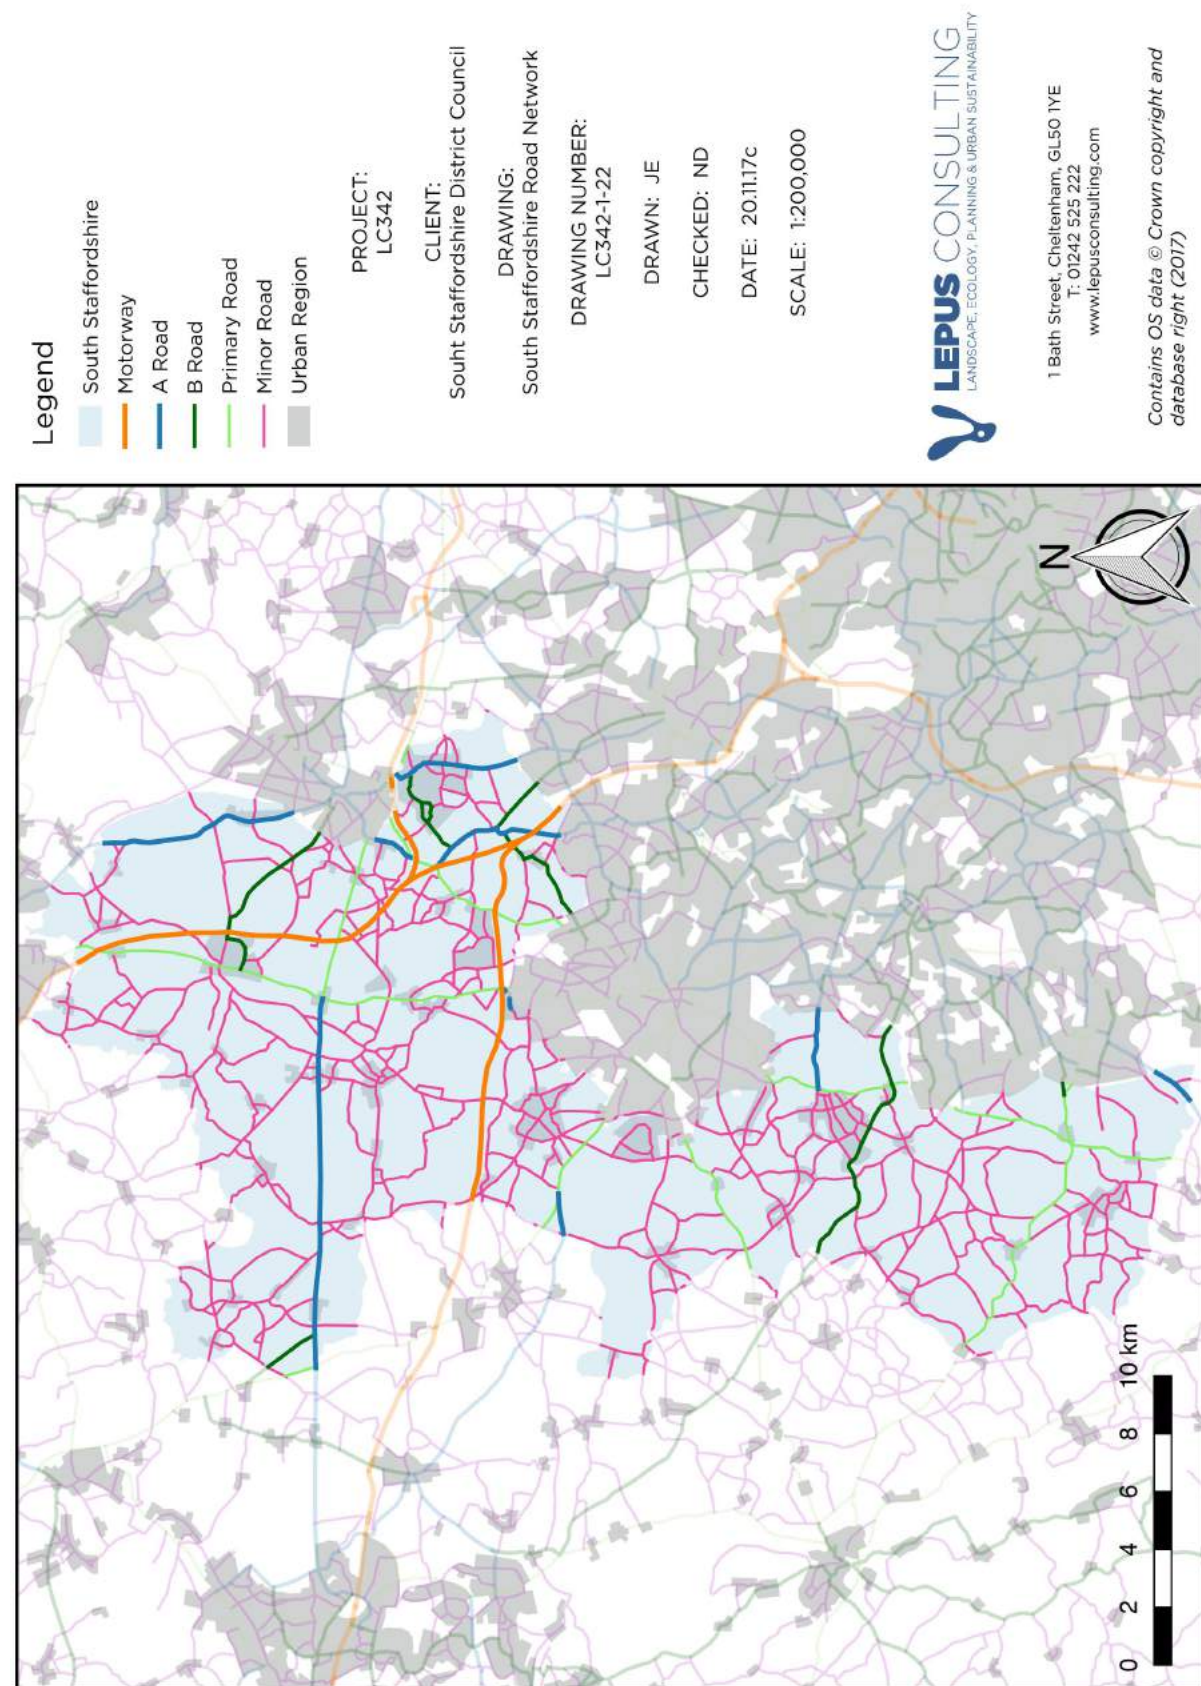 Legend
South Staffordshire
Motorway
A Road
B Road
Primary Road
Minor Road
Urban Region
PROJECT:
LC342
CLIENT:
Souht Staffordshire District Council
DRAWING:
South Staffordshire Road Network
DRAWING NUMBER:
LC342-1-22
DRAWN: JE
CHECKED: ND
DATE: 20.11.17c
SCALE: 1:200,000
LEPUS CONSULTING
LANDSCAPE, ECOLOGY, PLANNING & URBAN SUSTAINABILITY
1 Bath Street, Cheltenham, GL50 1YE
T: 01242 525 222
www.lepusconsulting.com
Contains OS data © Crown copyright and
database right (2017)
N
0 2 4 6 8 10 km